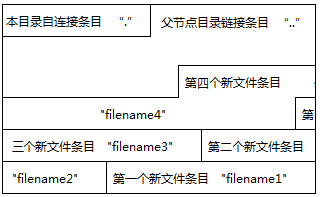 本目录自连接条目 “.” 父节点目录链接条目 “..”
第四个新文件条目
"filename4" 第
三个新文件条目 "filename3" 第二个新文件条目
"filename2" 第一个新文件条目 "filename1"